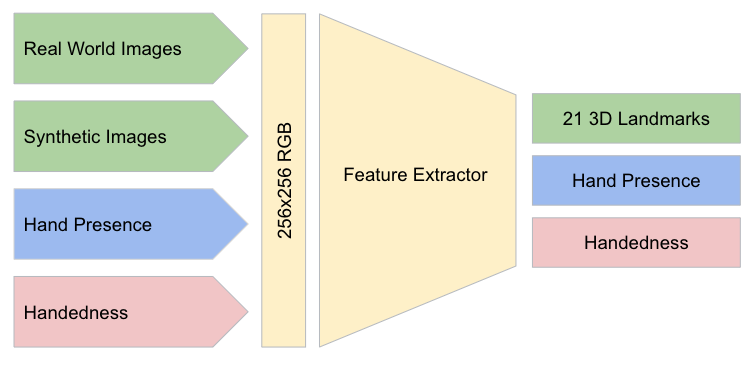 Real World Images
Synthetic Images
Hand Presence
Handedness
256x256 RGB
Feature Extractor
21 3D Landmarks
Hand Presence
Handedness